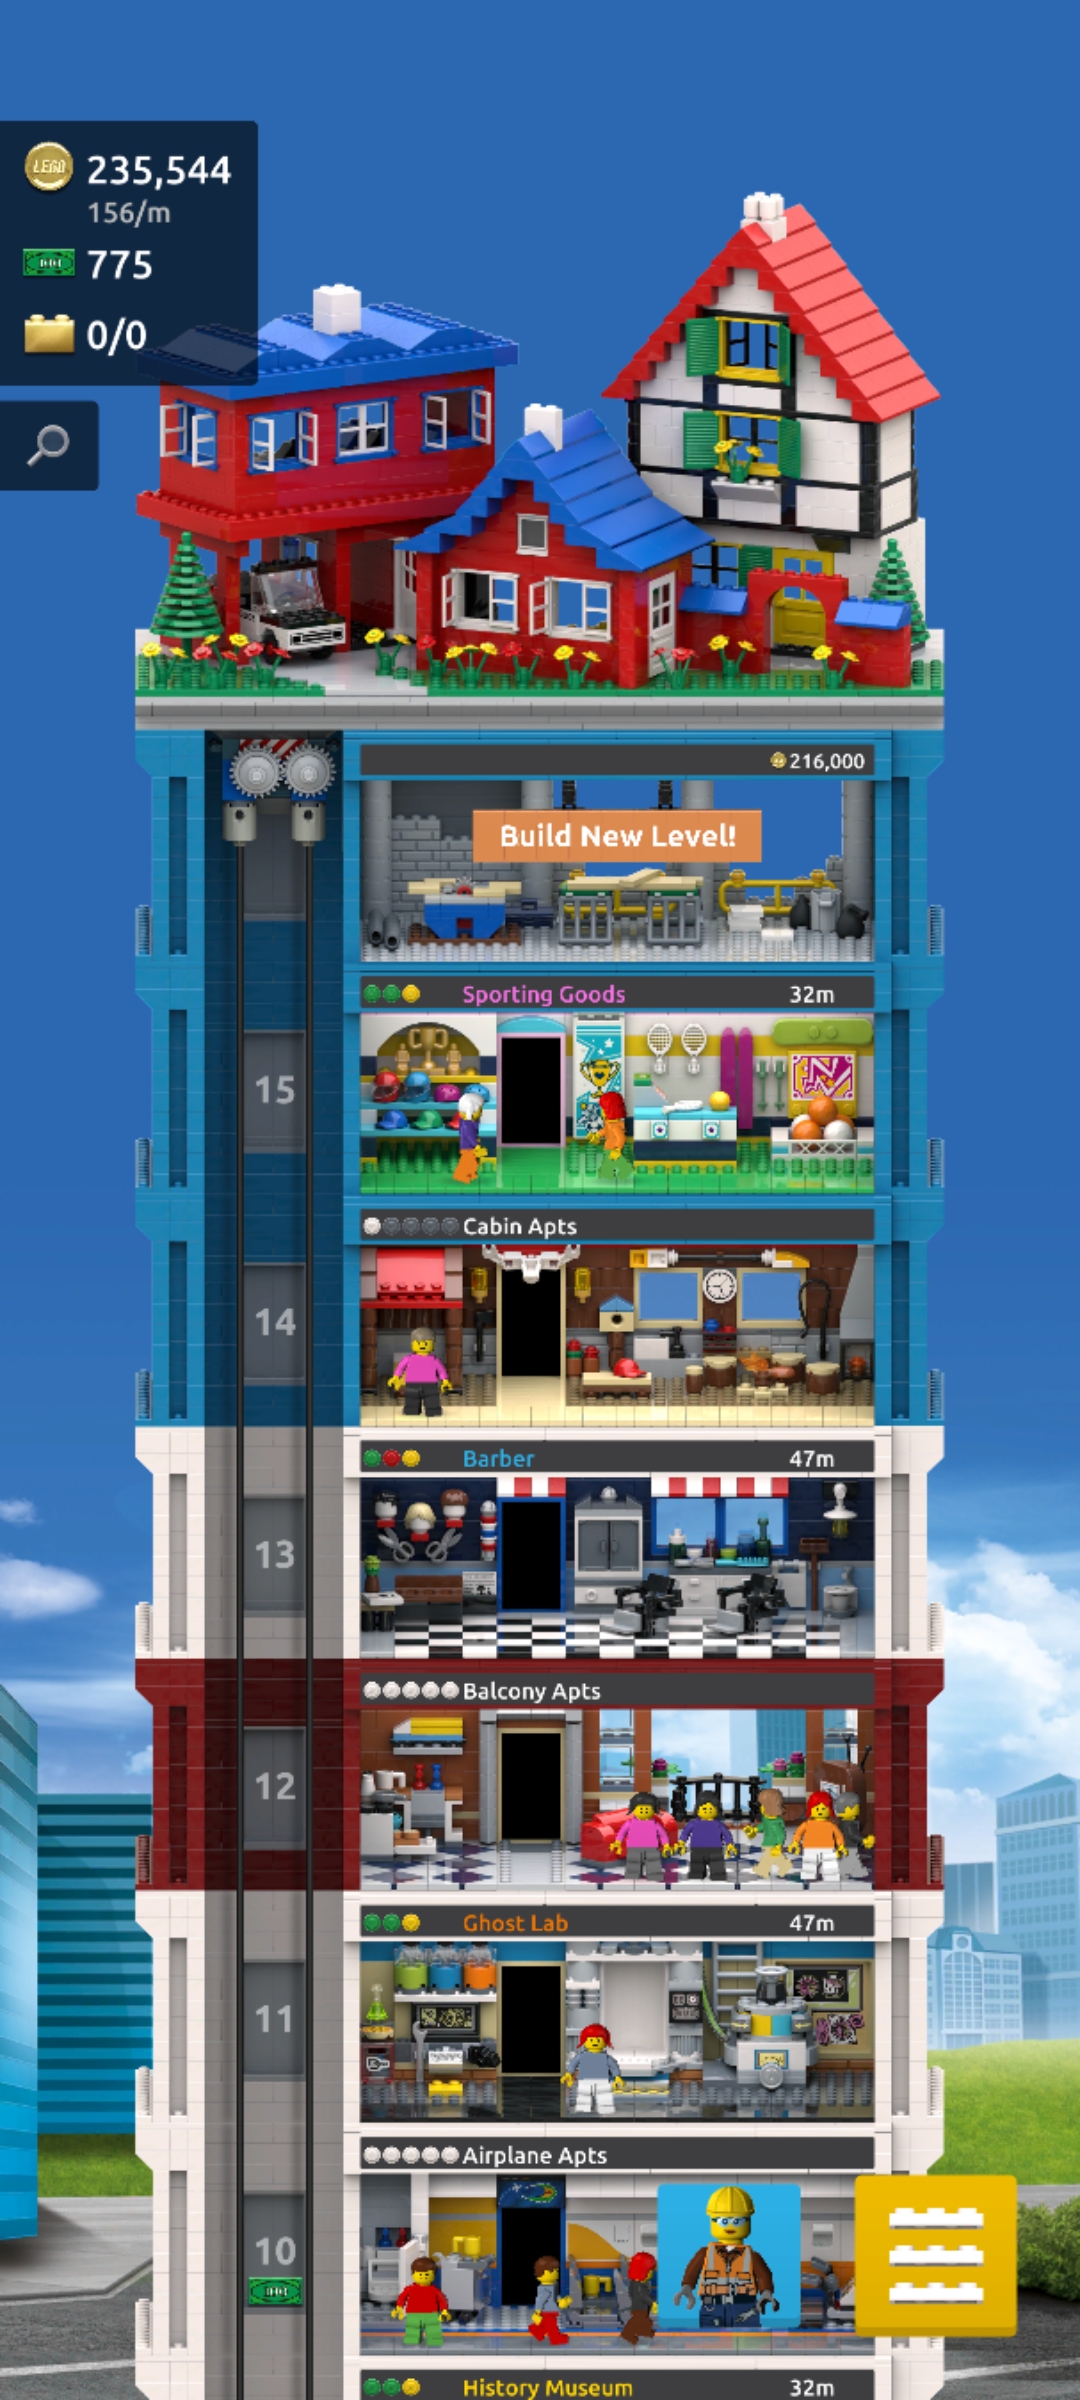 LEGO
235,544
156/m
775
0/0
216,000
Build New Level!
Sporting Goods 32m
15
Cabin Apts
14
Barber 47m
13
Balcony Apts
12
Ghost Lab 47m
11
Airplane Apts
10
History Museum 32m